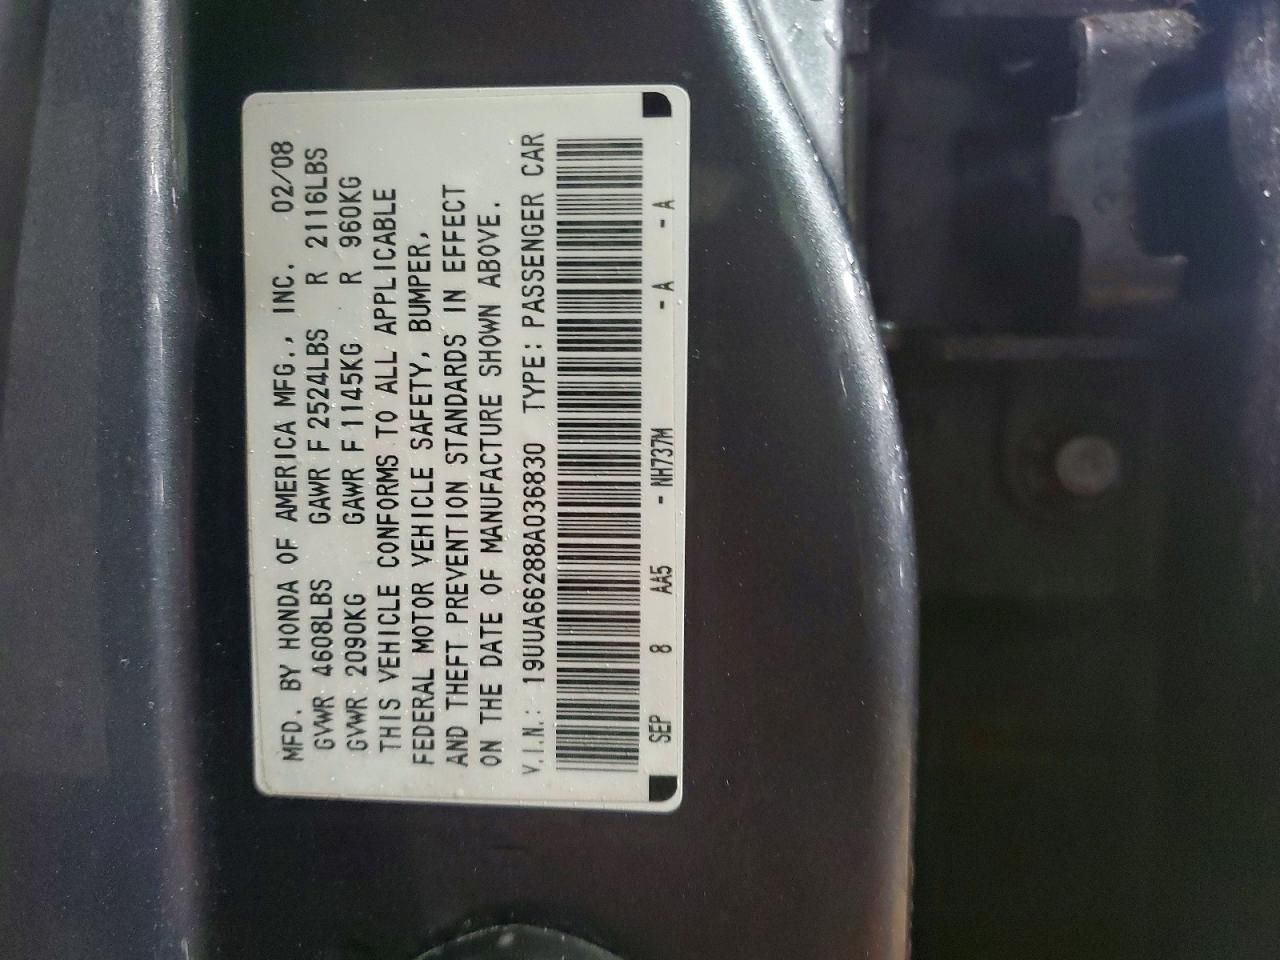 MFD. BY HONDA OF AMERICA MFG., INC. 02/08
GVWR 4608LBS GAWR F 2524LBS R 2116LBS
GVWR 2090KG GAWR F 1145KG R 960KG
THIS VEHICLE CONFORMS TO ALL APPLICABLE
FEDERAL MOTOR VEHICLE SAFETY, BUMPER,
AND THEFT PREVENTION STANDARDS IN EFFECT
ON THE DATE OF MANUFACTURE SHOWN ABOVE.
V.I.N.: 19UUA66288A036830 TYPE: PASSENGER CAR
SEP 8 AA5 - NH737M - A - A